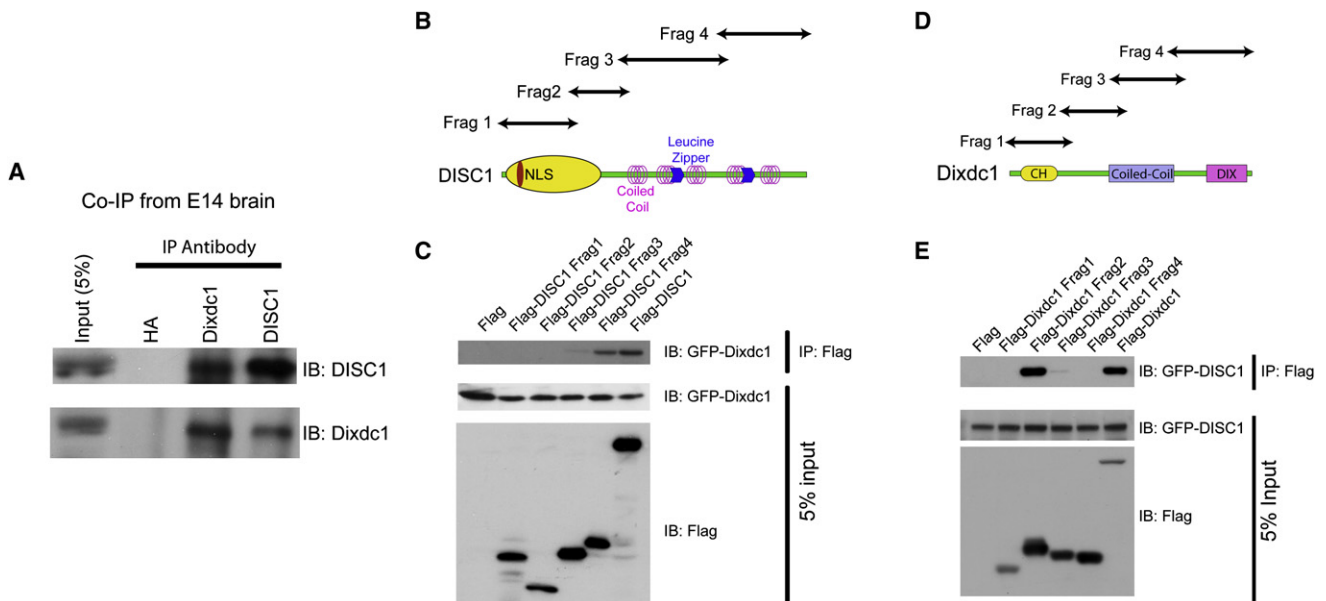 A
Co-IP from E14 brain
IP Antibody
Input (5%)
HA
Dixdc1
DISC1
IB: DISC1
IB: Dixdc1
B
Frag 4
Frag 3
Frag2
Frag 1
Leucine
Zipper
DISC1
NLS
Coiled
Coil
C
Flag
Flag-DISC1 Frag1
Flag-DISC1 Frag2
Flag-DISC1 Frag3
Flag-DISC1 Frag4
Flag-DISC1
IB: GFP-Dixdc1
IP: Flag
IB: GFP-Dixdc1
IB: Flag
5% input
D
Frag 4
Frag 3
Frag 2
Frag 1
Dixdc1
CH
Coiled-Coil
DIX
E
Flag
Flag-Dixdc1 Frag1
Flag-Dixdc1 Frag2
Flag-Dixdc1 Frag3
Flag-Dixdc1 Frag4
Flag-Dixdc1
IB: GFP-DISC1
IP: Flag
IB: GFP-DISC1
IB: Flag
5% Input